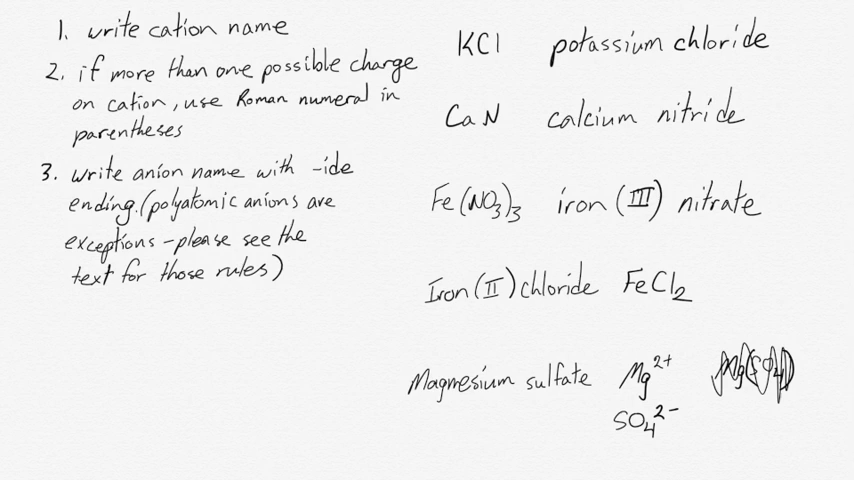 1. write cation name
2. if more than one possible charge
on cation, use Roman numeral in
parentheses
3. write anion name with -ide
ending. (polyatomic anions are
exceptions - please see the
text for those rules)
KCl potassium chloride
CaN calcium nitride
Fe(NO₃)₃ iron (III) nitrate
Iron (II) chloride FeCl₂
Magnesium sulfate Mg²⁺
SO₄²⁻